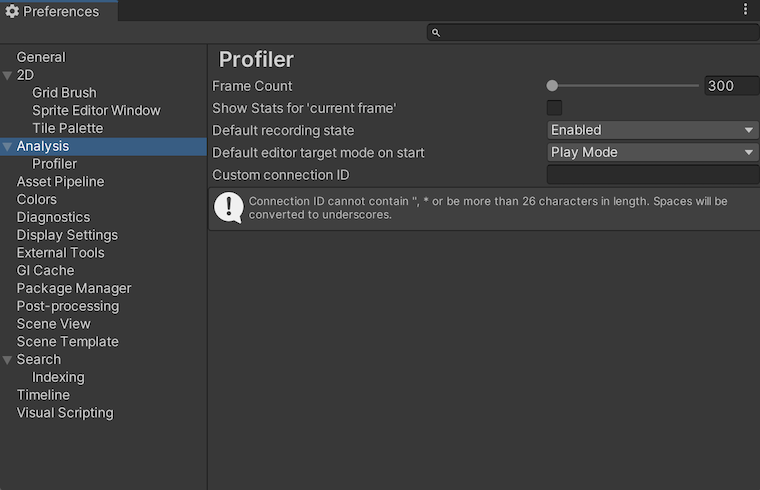 Preferences
General
2D
Grid Brush
Sprite Editor Window
Tile Palette
Analysis
Profiler
Asset Pipeline
Colors
Diagnostics
Display Settings
External Tools
GI Cache
Package Manager
Post-processing
Scene View
Scene Template
Search
Indexing
Timeline
Visual Scripting
Profiler
Frame Count 300
Show Stats for 'current frame'
Default recording state Enabled
Default editor target mode on start Play Mode
Custom connection ID
Connection ID cannot contain ", * or be more than 26 characters in length. Spaces will be
converted to underscores.